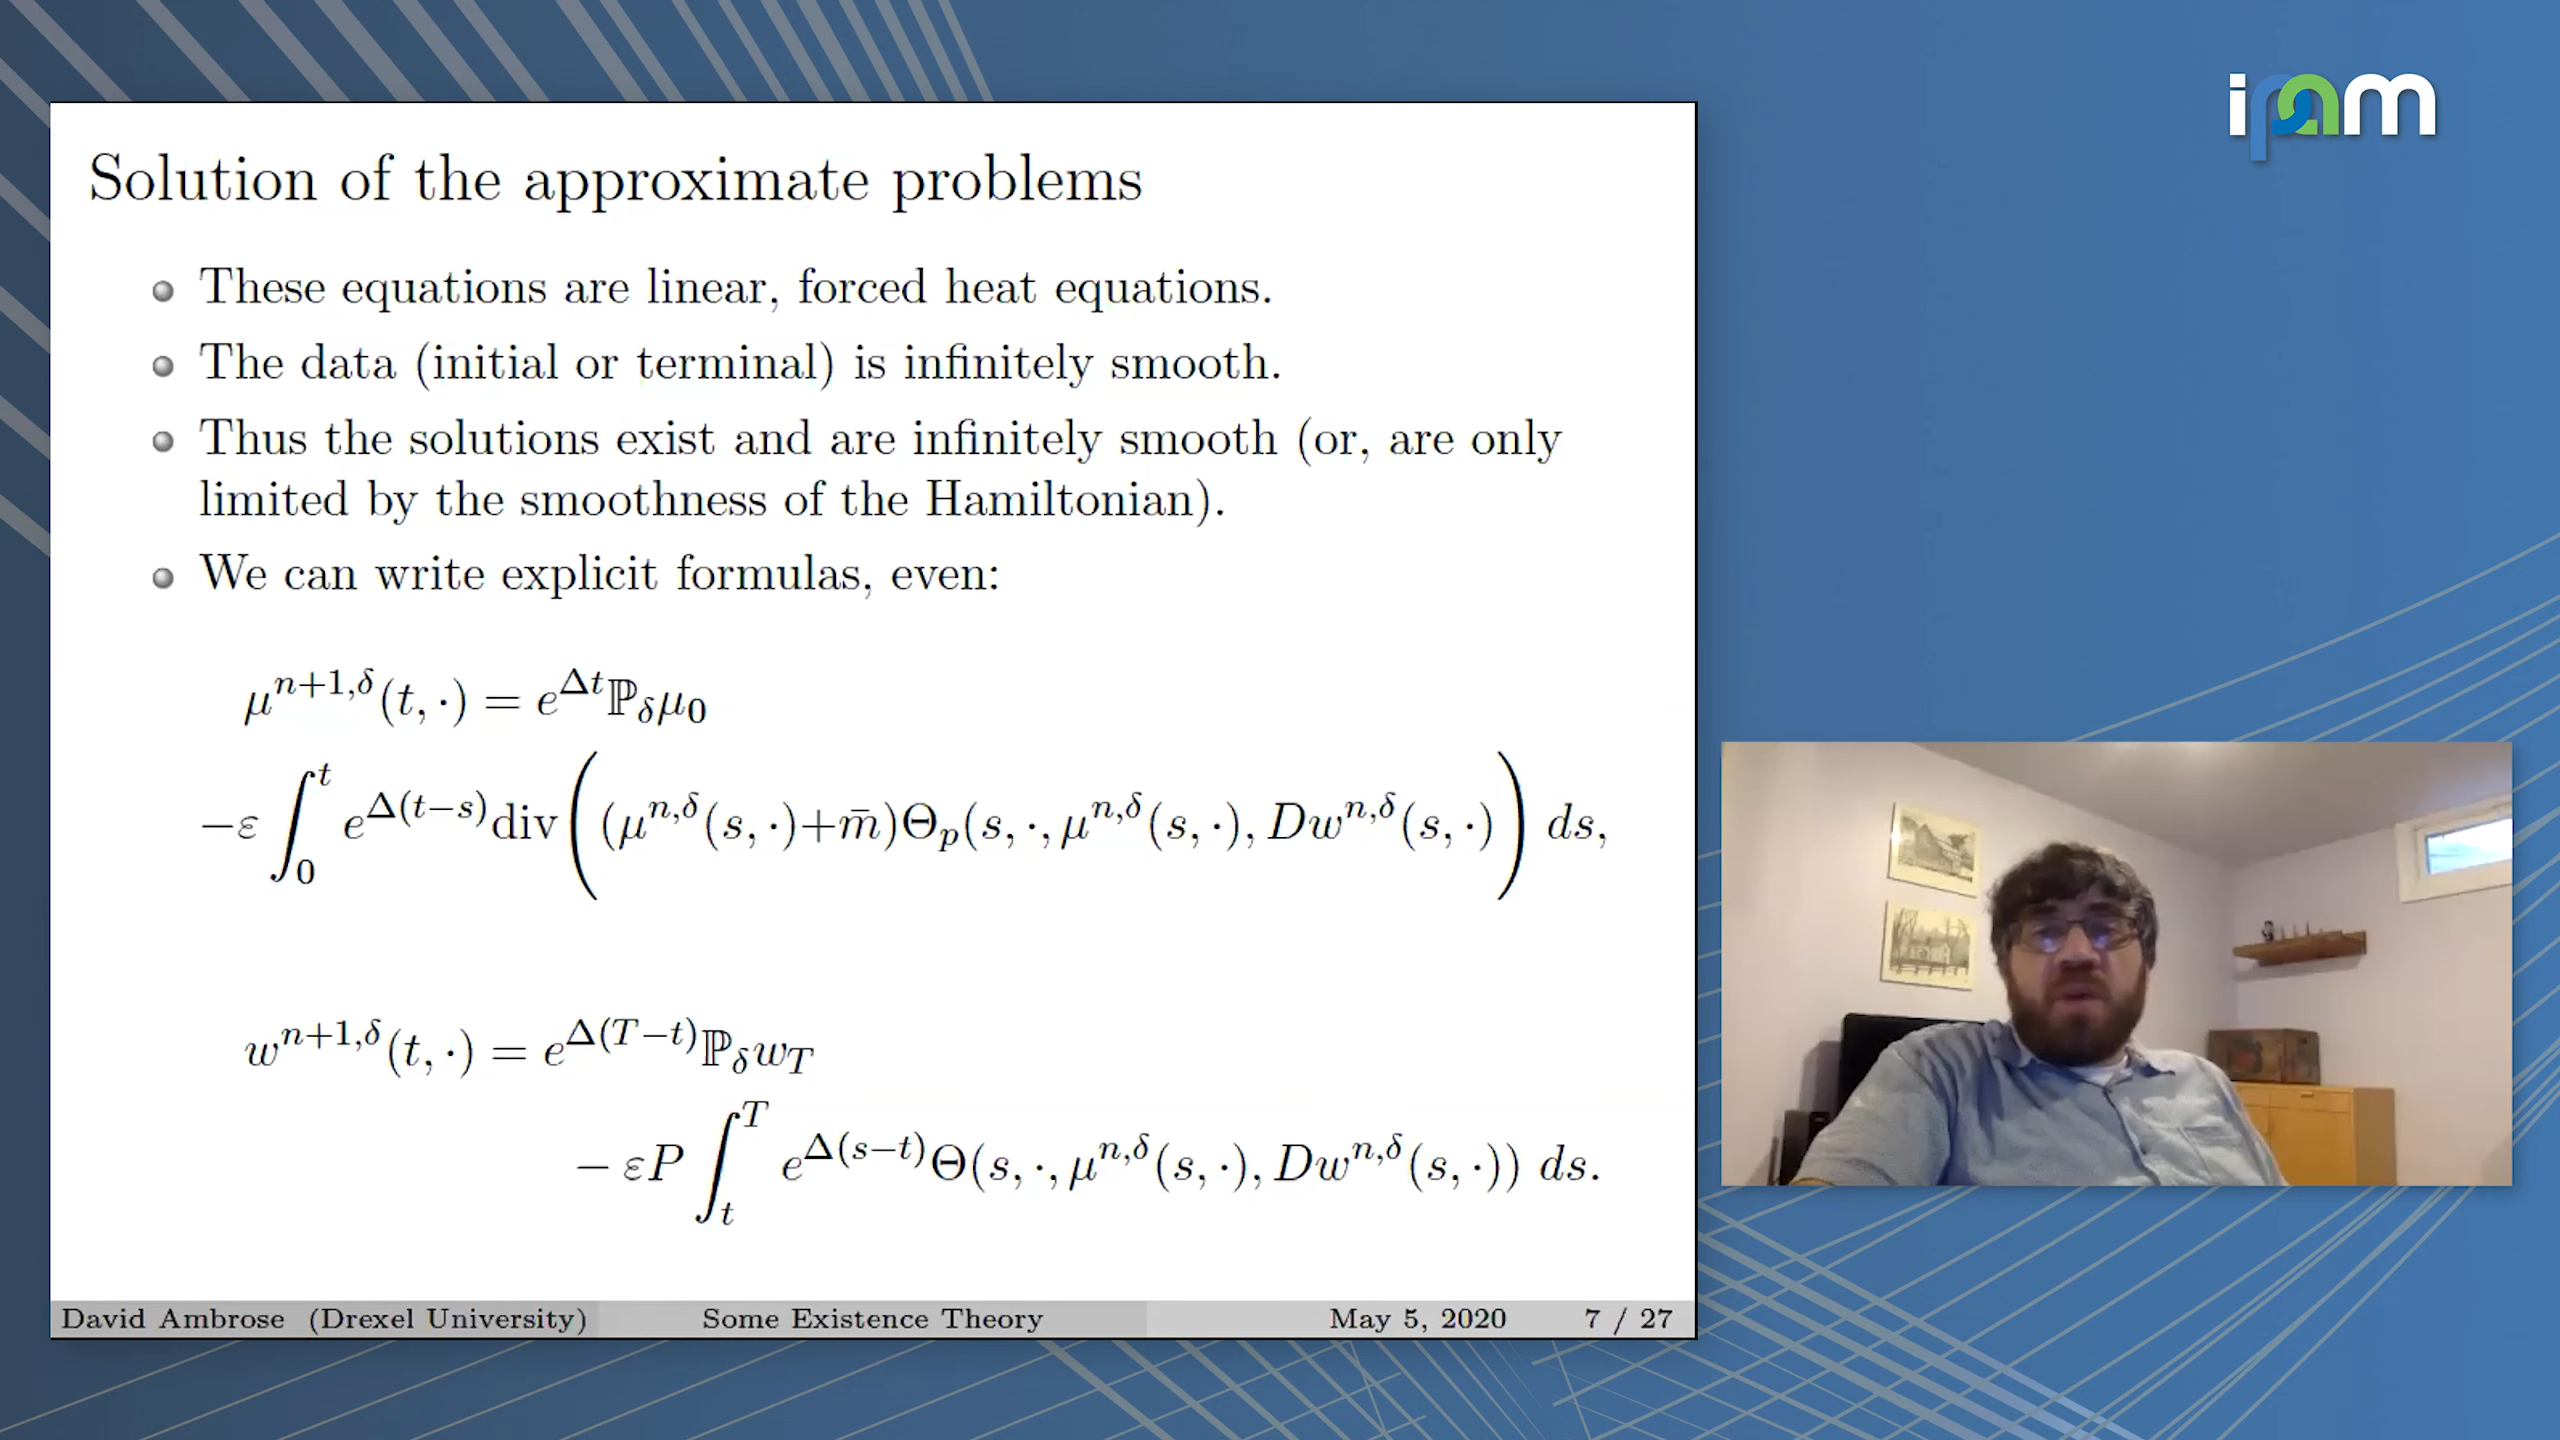 ipam
Solution of the approximate problems
These equations are linear, forced heat equations.
The data (initial or terminal) is infinitely smooth.
Thus the solutions exist and are infinitely smooth (or, are only
limited by the smoothness of the Hamiltonian).
We can write explicit formulas, even:
μ^{n+1,δ}(t, ·) = e^{Δt}ℙ_δμ_0
−ε ∫_0^t e^{Δ(t−s)}div( (μ^{n,δ}(s, ·)+m̄)Θ_p(s, ·, μ^{n,δ}(s, ·), Dw^{n,δ}(s, ·) ) ds,
w^{n+1,δ}(t, ·) = e^{Δ(T−t)}ℙ_δw_T
− εP ∫_t^T e^{Δ(s−t)}Θ(s, ·, μ^{n,δ}(s, ·), Dw^{n,δ}(s, ·)) ds.
David Ambrose (Drexel University) Some Existence Theory May 5, 2020 7 / 27